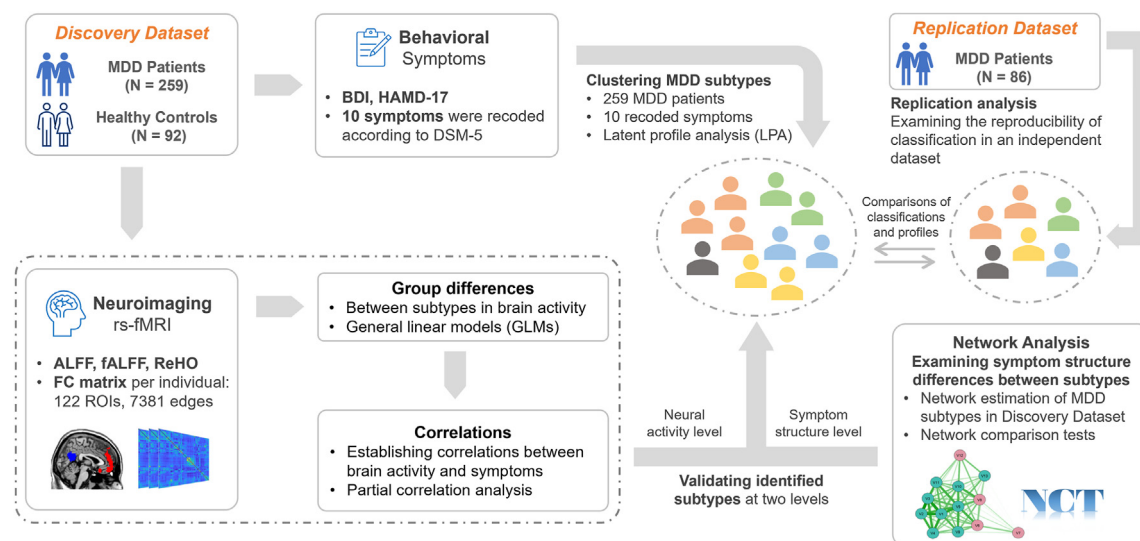 Discovery Dataset
MDD Patients
(N = 259)
Healthy Controls
(N = 92)
Behavioral
Symptoms
• BDI, HAMD-17
• 10 symptoms were recoded
according to DSM-5
Clustering MDD subtypes
• 259 MDD patients
• 10 recoded symptoms
• Latent profile analysis (LPA)
Replication Dataset
MDD Patients
(N = 86)
Replication analysis
Examining the reproducibility of
classification in an independent
dataset
Comparisons of
classifications
and profiles
Neuroimaging
rs-fMRI
• ALFF, fALFF, ReHO
• FC matrix per individual:
122 ROIs, 7381 edges
Group differences
• Between subtypes in brain activity
• General linear models (GLMs)
Correlations
• Establishing correlations between
brain activity and symptoms
• Partial correlation analysis
Neural
activity level
Symptom
structure level
Validating identified
subtypes at two levels
Network Analysis
Examining symptom structure
differences between subtypes
• Network estimation of MDD
subtypes in Discovery Dataset
• Network comparison tests
NCT